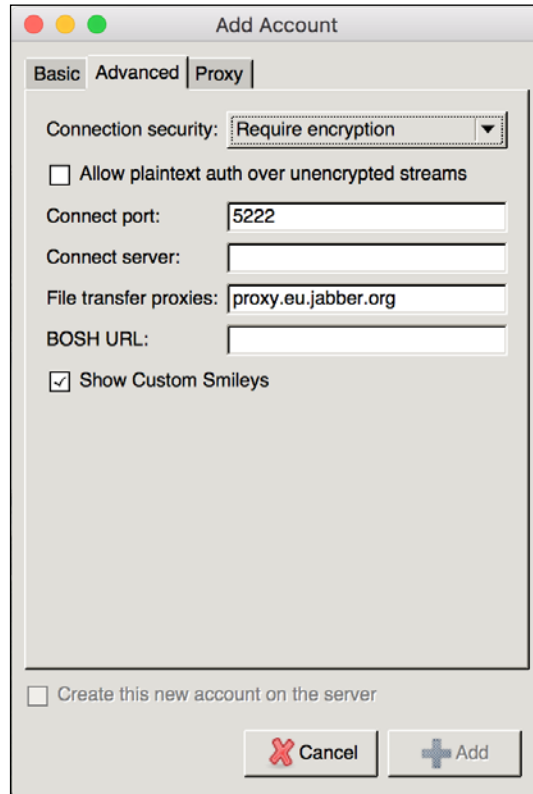 Add Account
Basic Advanced Proxy
Connection security: Require encryption
Allow plaintext auth over unencrypted streams
Connect port: 5222
Connect server:
File transfer proxies: proxy.eu.jabber.org
BOSH URL:
Show Custom Smileys
Create this new account on the server
Cancel Add